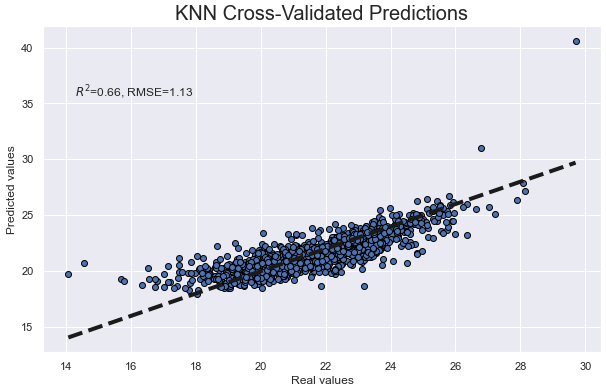 KNN Cross-Validated Predictions
40
R²=0.66, RMSE=1.13
35
30
25
20
15
Predicted values
14 16 18 20 22 24 26 28 30
Real values